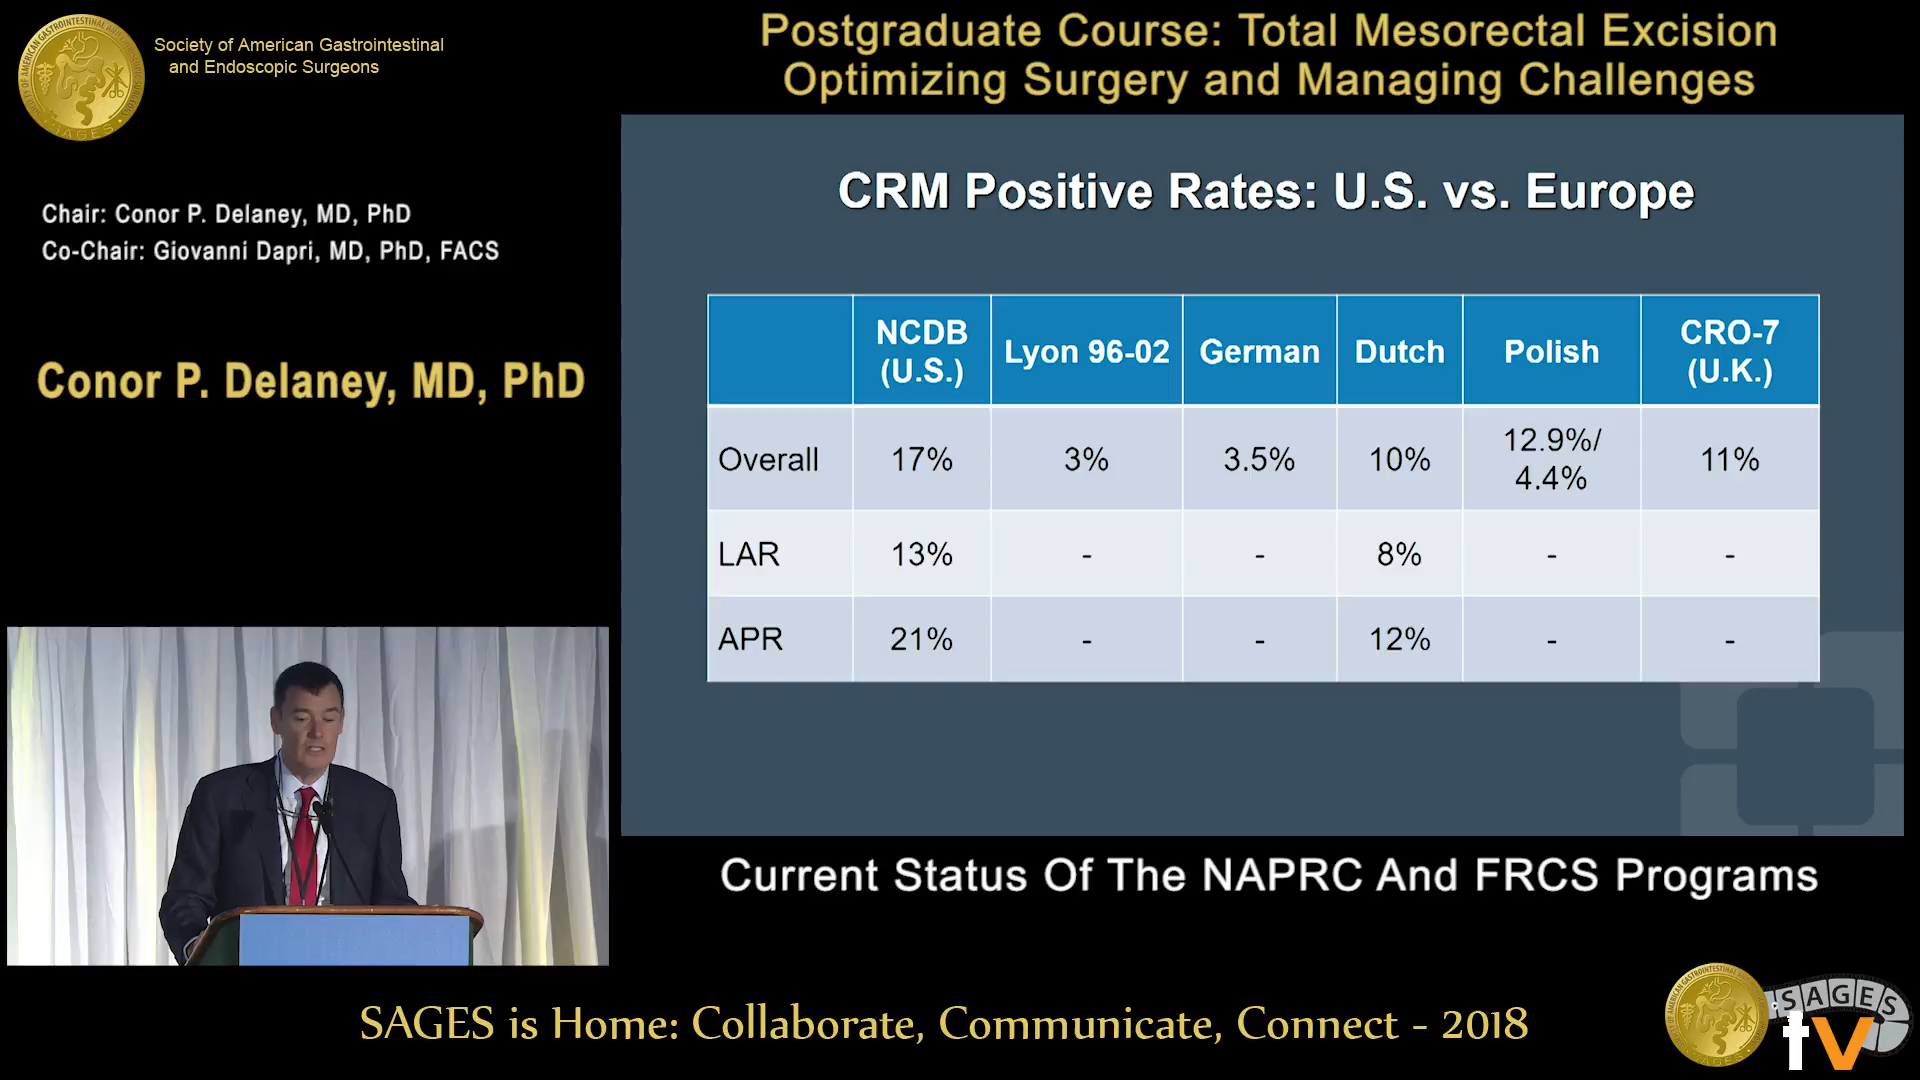 Society of American Gastrointestinal
and Endoscopic Surgeons
Postgraduate Course: Total Mesorectal Excision
Optimizing Surgery and Managing Challenges
Chair: Conor P. Delaney, MD, PhD
Co-Chair: Giovanni Dapri, MD, PhD, FACS
Conor P. Delaney, MD, PhD
CRM Positive Rates: U.S. vs. Europe
NCDB (U.S.) Lyon 96-02 German Dutch Polish CRO-7 (U.K.)
Overall 17% 3% 3.5% 10% 12.9%/ 4.4% 11%
LAR 13% - - 8% - -
APR 21% - - 12% - -
Current Status Of The NAPRC And FRCS Programs
SAGES is Home: Collaborate, Communicate, Connect - 2018
SAGES
tv